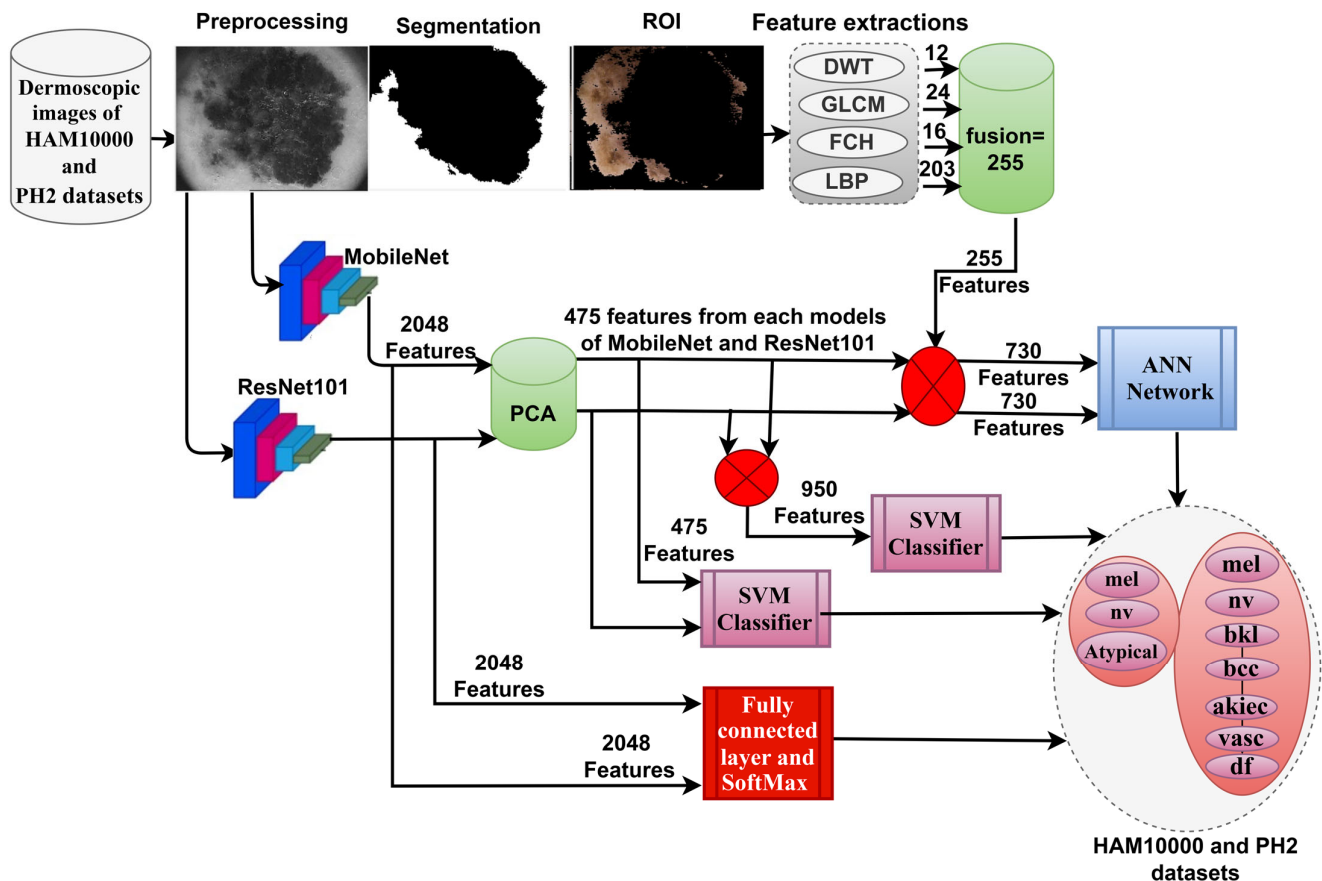 Preprocessing
Segmentation
ROI
Feature extractions
Dermoscopic
images of
HAM10000
and
PH2 datasets
DWT
GLCM
FCH
LBP
12
24
16
203
fusion=
255
MobileNet
255
Features
2048
Features
475 features from each models
of MobileNet and ResNet101
ResNet101
PCA
730
Features
730
Features
ANN
Network
950
Features
SVM
Classifier
475
Features
SVM
Classifier
2048
Features
2048
Features
Fully
connected
layer and
SoftMax
mel
nv
Atypical
mel
nv
bkl
bcc
akiec
vasc
df
HAM10000 and PH2
datasets